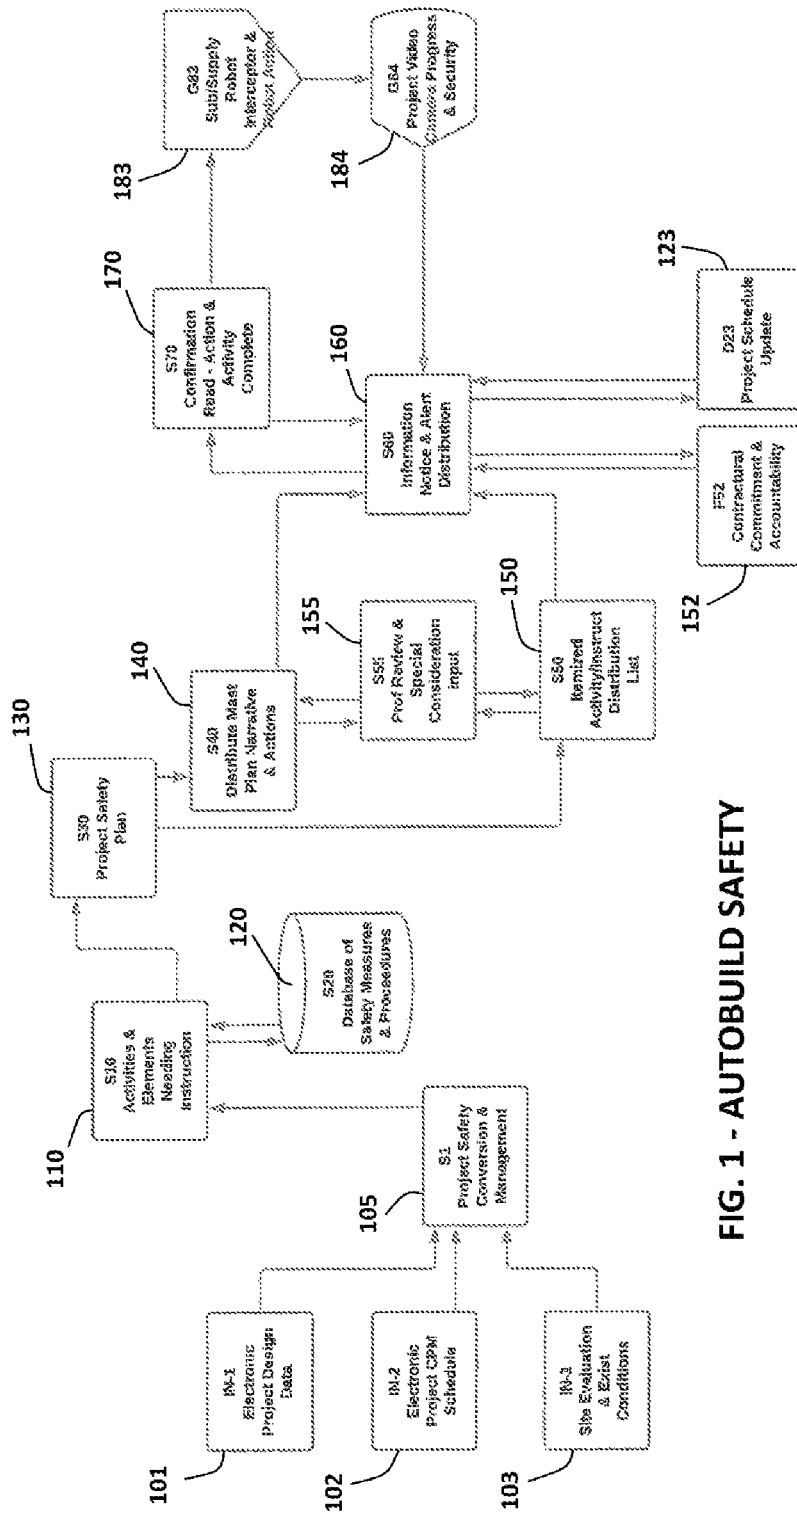 101
IN-1
Electronic
Project Design
Data
102
IN-2
Electronic
Project CPM
Schedule
103
IN-3
Site Evaluation
& Exist
Conditions
105
S1
Project Safety
Conversion &
Management
110
S10
Activities &
Elements
Needing
Instruction
120
S20
Database of
Safety Measures
& Proceedures
130
S30
Project Safety
Plan
140
S40
Distribute Mast
Plan Narrative
& Actions
155
S55
Prof Review &
Special
Consideration
Input
150
S50
Itemized
Activity/Instruct
Distribution
List
160
S60
Information
Notice & Alert
Distribution
170
S70
Confirmation
Read - Action &
Activity
Complete
183
G83
Sub/Supply
Robot
Interceptor &
Robot Action
184
G84
Project Video
Camera Progress
& Security
152
F52
Contractural
Commitment &
Accountability
123
D23
Project Schedule
Update
FIG. 1 - AUTOBUILD SAFETY